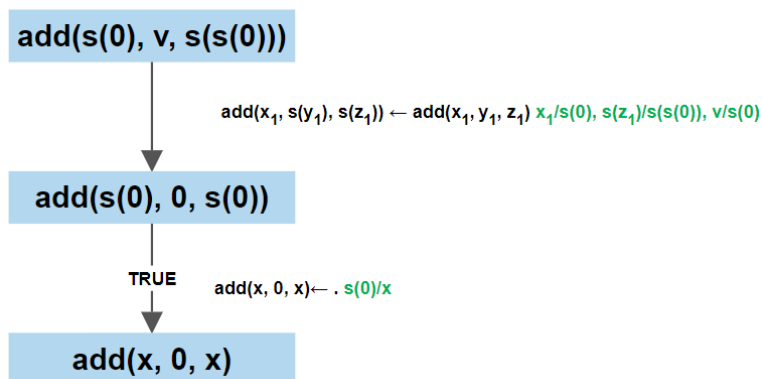 add(s(0), v, s(s(0)))
add(x₁, s(y₁), s(z₁)) ← add(x₁, y₁, z₁) x₁/s(0), s(z₁)/s(s(0)), v/s(0)
add(s(0), 0, s(0))
TRUE
add(x, 0, x)← . s(0)/x
add(x, 0, x)